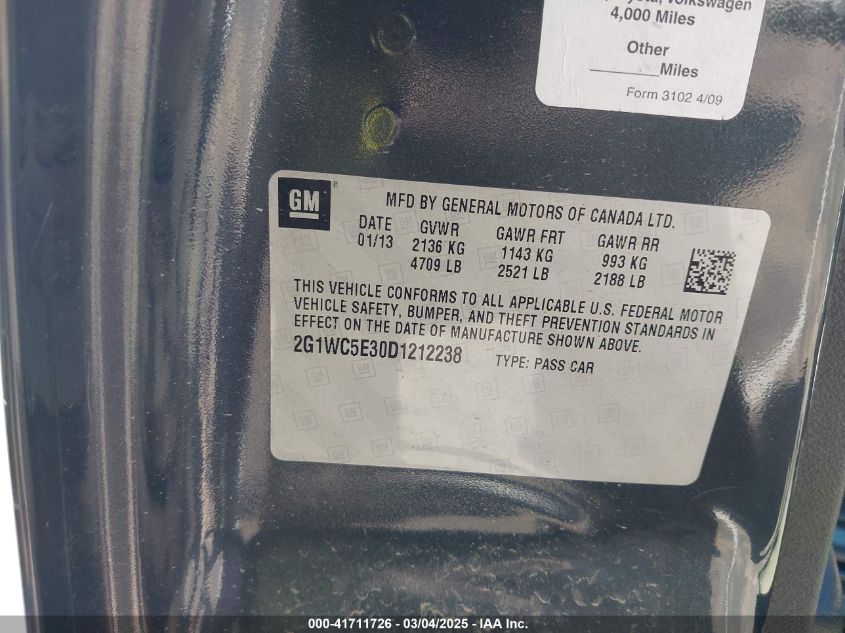 Volkswagen
4,000 Miles
Other
________Miles
Form 3102 4/09
GM
MFD BY GENERAL MOTORS OF CANADA LTD.
DATE GVWR GAWR FRT GAWR RR
01/13 2136 KG 1143 KG 993 KG
4709 LB 2521 LB 2188 LB
THIS VEHICLE CONFORMS TO ALL APPLICABLE U.S. FEDERAL MOTOR
VEHICLE SAFETY, BUMPER, AND THEFT PREVENTION STANDARDS IN
EFFECT ON THE DATE OF MANUFACTURE SHOWN ABOVE.
2G1WC5E30D1212238 TYPE: PASS CAR
000-41711726 - 03/04/2025 - IAA Inc.